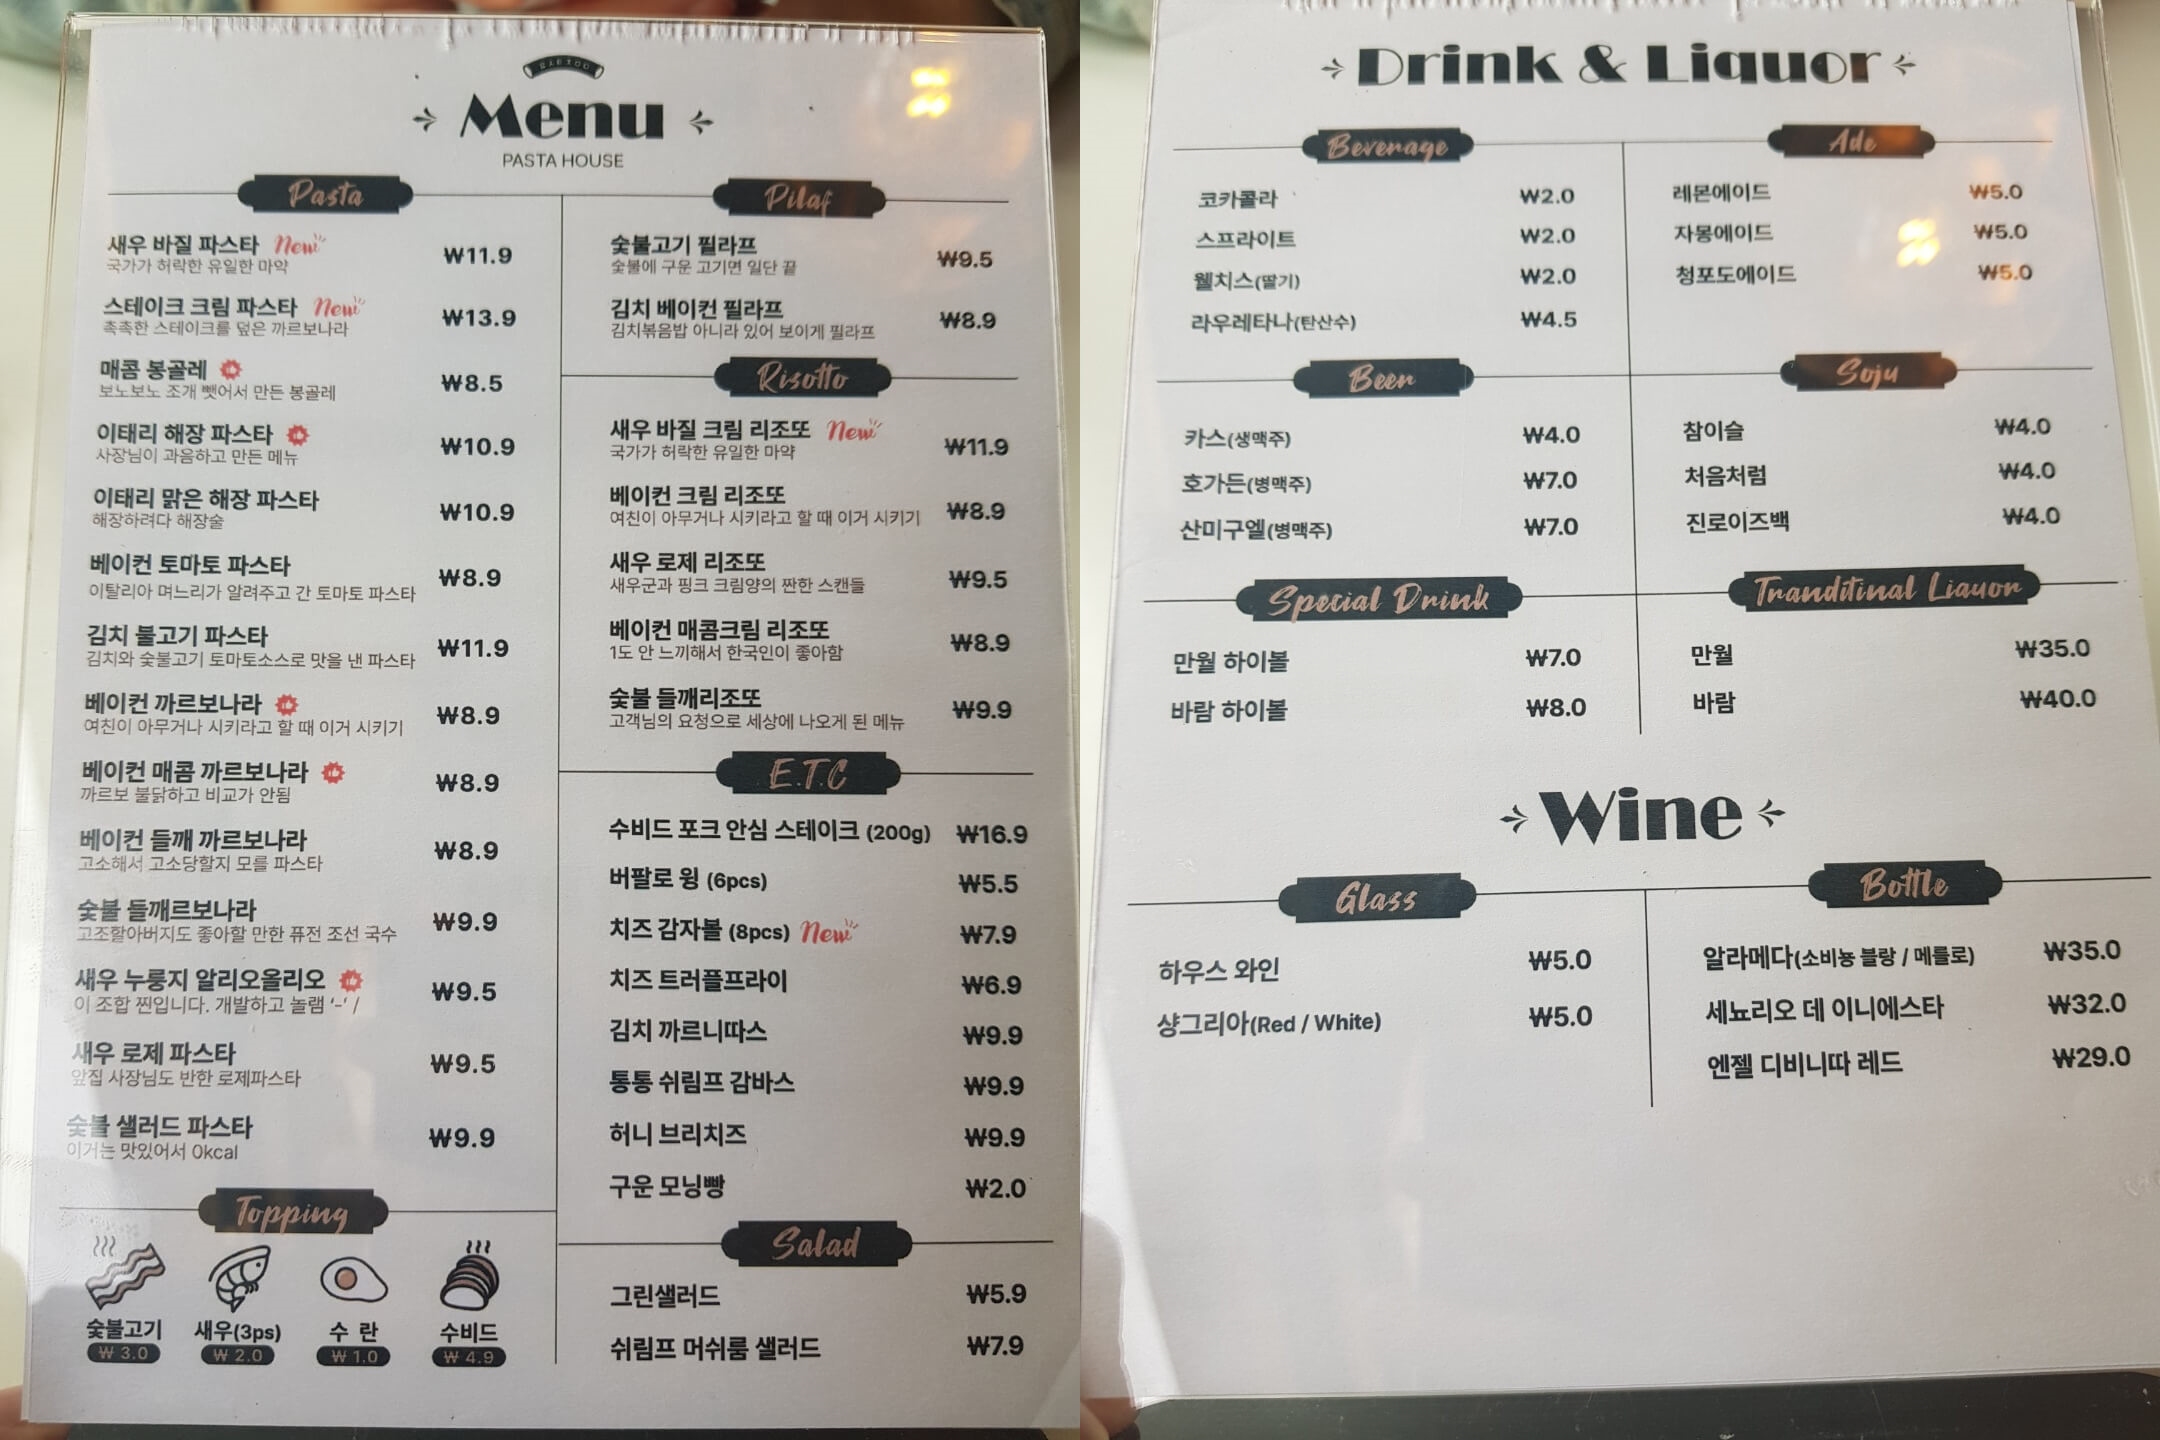 Menu
PASTA HOUSE
Pasta
새우 바질 파스타 New ₩11.9
국가가 허락한 유일한 마약
스테이크 크림 파스타 New ₩13.9
촉촉한 스테이크를 덮은 까르보나라
매콤 봉골레 ₩8.5
보노보노 조개 뺏어서 만든 봉골레
이태리 해장 파스타 ₩10.9
사장님이 과음하고 만든 메뉴
이태리 맑은 해장 파스타 ₩10.9
해장하려다 해장술
베이컨 토마토 파스타 ₩8.9
이탈리아 며느리가 알려주고 간 토마토 파스타
김치 불고기 파스타 ₩11.9
김치와 숯불고기 토마토소스로 맛을 낸 파스타
베이컨 까르보나라 ₩8.9
여친이 아무거나 시키라고 할 때 이거 시키기
베이컨 매콤 까르보나라 ₩8.9
까르보 불닭하고 비교가 안됨
베이컨 들깨 까르보나라 ₩8.9
고소해서 고소당할지 모를 파스타
숯불 들깨르보나라 ₩9.9
고조할아버지도 좋아할 만한 퓨전 조선 국수
새우 누룽지 알리오올리오 ₩9.5
이 조합 찐입니다. 개발하고 놀램 '-' /
새우 로제 파스타 ₩9.5
앞집 사장님도 반한 로제파스타
숯불 샐러드 파스타 ₩9.9
이거는 맛있어서 0kcal
Topping
숯불고기 새우(3ps) 수 란 수비드
₩ 3.0 ₩ 2.0 ₩ 1.0 ₩ 4.9
Pilaf
숯불고기 필라프 ₩9.5
숯불에 구운 고기면 일단 끝
김치 베이컨 필라프 ₩8.9
김치볶음밥 아니라 있어 보이게 필라프
Risotto
새우 바질 크림 리조또 New ₩11.9
국가가 허락한 유일한 마약
베이컨 크림 리조또 ₩8.9
여친이 아무거나 시키라고 할 때 이거 시키기
새우 로제 리조또 ₩9.5
새우군과 핑크 크림양의 짠한 스캔들
베이컨 매콤크림 리조또 ₩8.9
1도 안 느끼해서 한국인이 좋아함
숯불 들깨리조또 ₩9.9
고객님의 요청으로 세상에 나오게 된 메뉴
E.T.C
수비드 포크 안심 스테이크 (200g) ₩16.9
버팔로 윙 (6pcs) ₩5.5
치즈 감자볼 (8pcs) New ₩7.9
치즈 트러플프라이 ₩6.9
김치 까르니따스 ₩9.9
통통 쉬림프 감바스 ₩9.9
허니 브리치즈 ₩9.9
구운 모닝빵 ₩2.0
Salad
그린샐러드 ₩5.9
쉬림프 머쉬룸 샐러드 ₩7.9
Drink & Liquor
Beverage
코카콜라 ₩2.0
스프라이트 ₩2.0
웰치스(딸기) ₩2.0
라우레타나(탄산수) ₩4.5
Ade
레몬에이드 ₩5.0
자몽에이드 ₩5.0
청포도에이드 ₩5.0
Beer
카스(생맥주) ₩4.0
호가든(병맥주) ₩7.0
산미구엘(병맥주) ₩7.0
Soju
참이슬 ₩4.0
처음처럼 ₩4.0
진로이즈백 ₩4.0
Special Drink
만월 하이볼 ₩7.0
바람 하이볼 ₩8.0
Tranditinal Liquor
만월 ₩35.0
바람 ₩40.0
Wine
Glass
하우스 와인 ₩5.0
샹그리아(Red / White) ₩5.0
Bottle
알라메다(소비뇽 블랑 / 메를로) ₩35.0
세뇨리오 데 이니에스타 ₩32.0
엔젤 디비니따 레드 ₩29.0